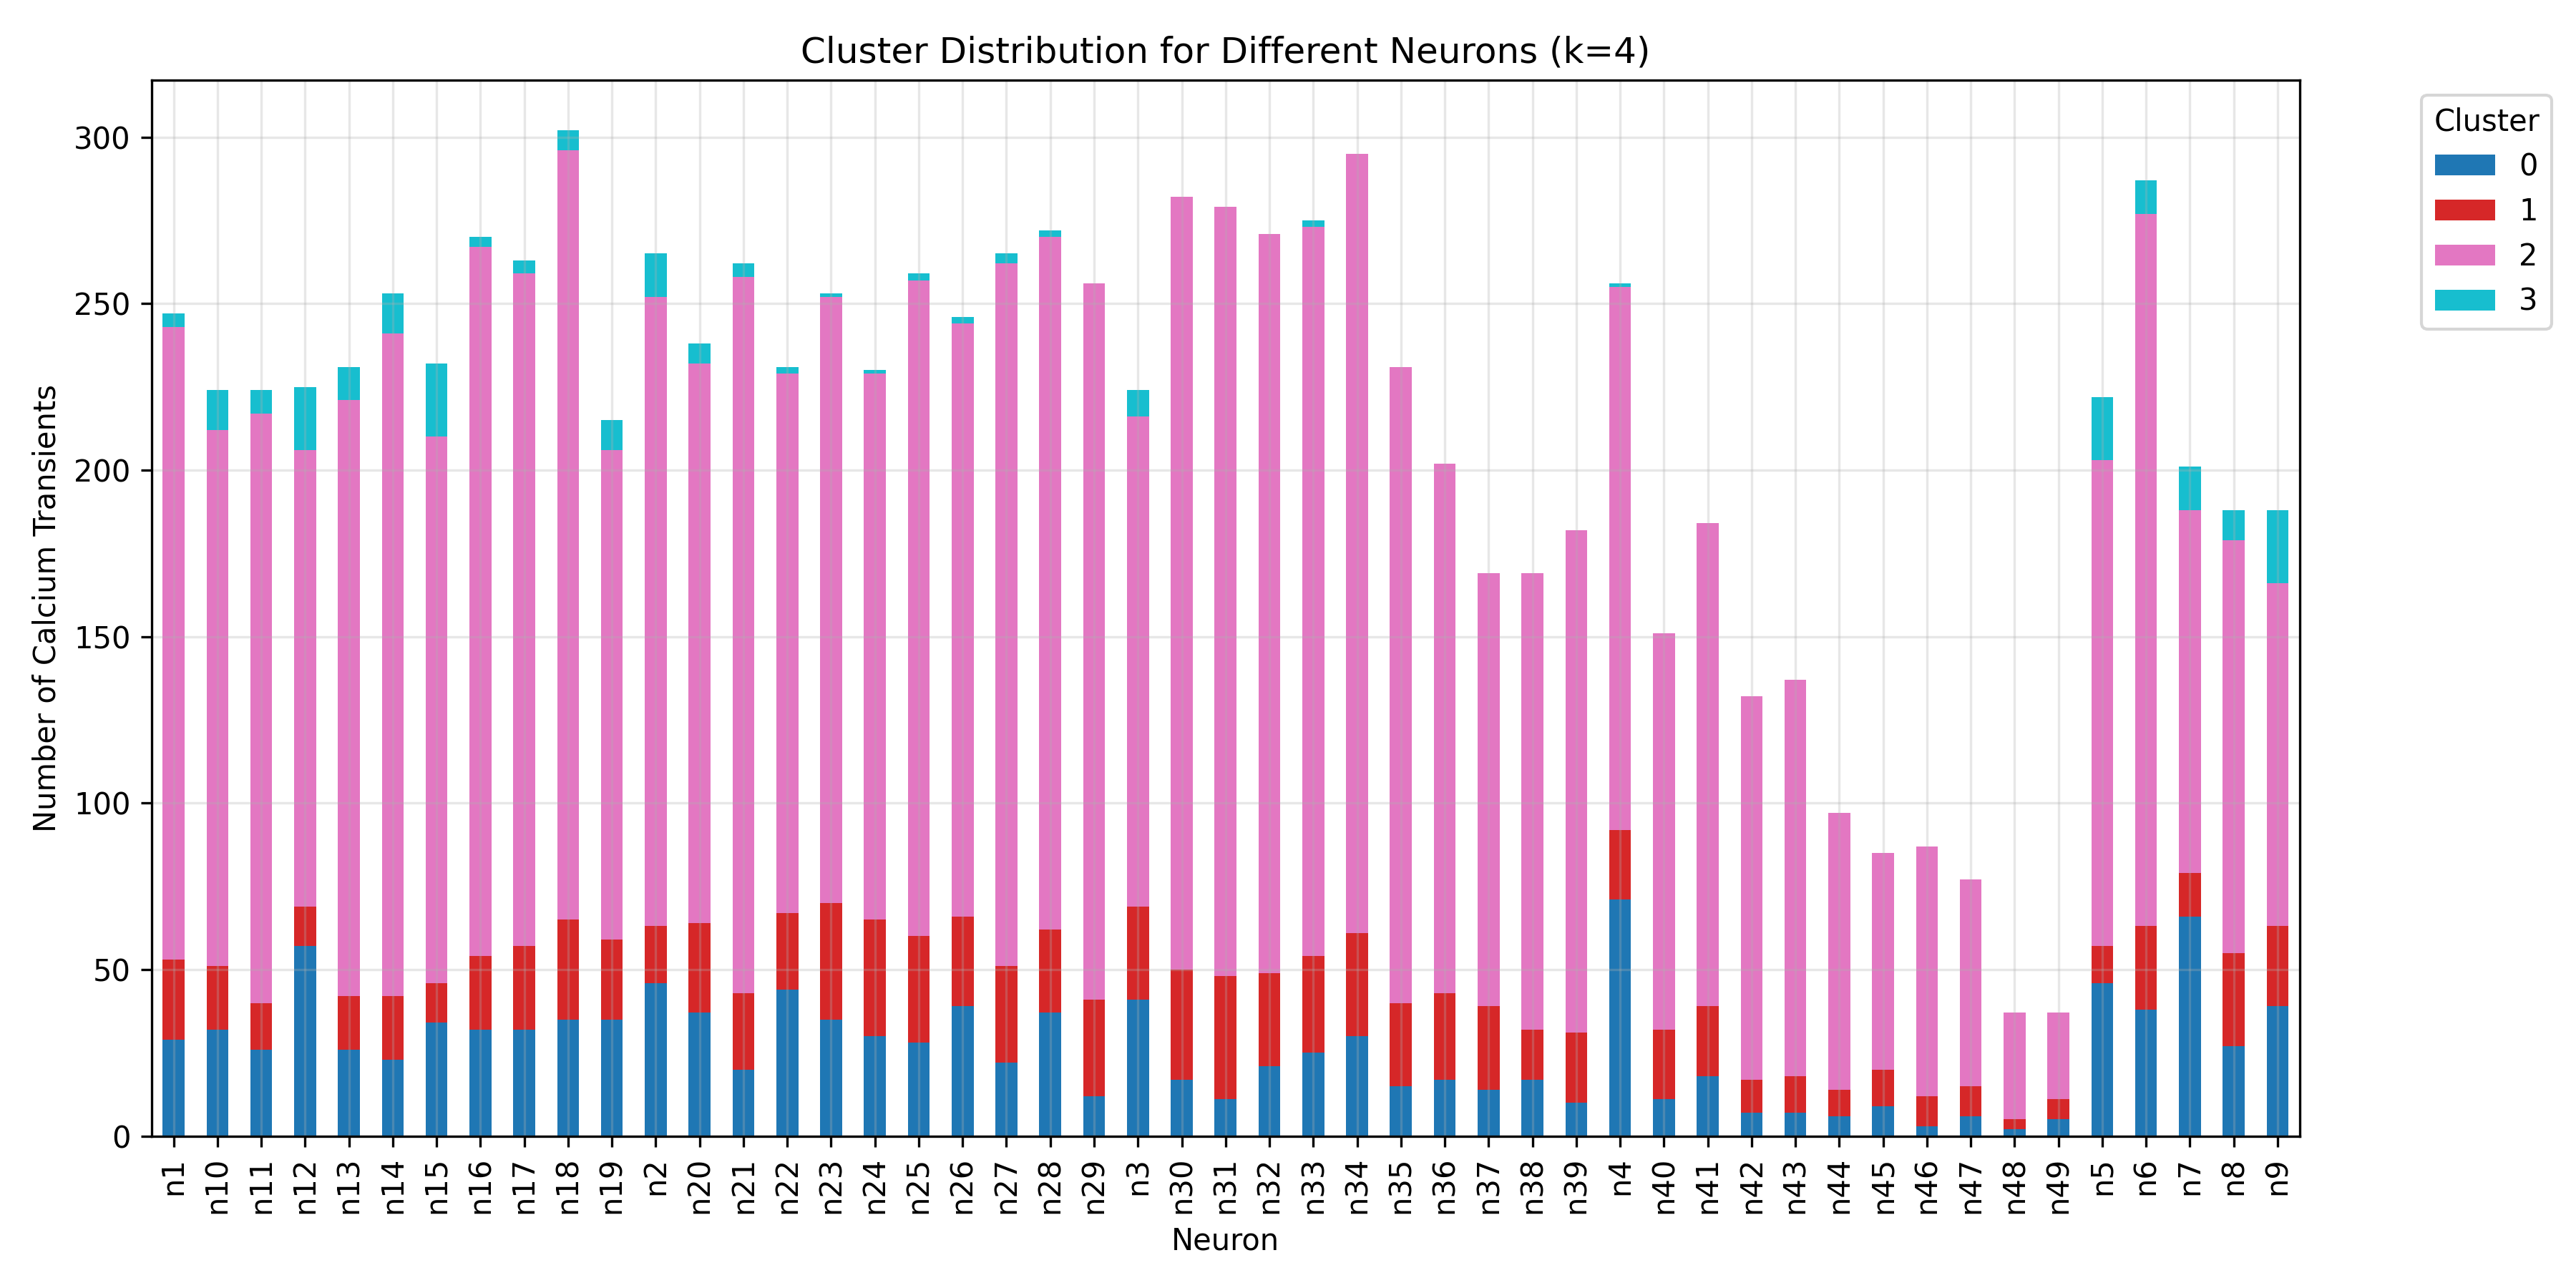 Cluster Distribution for Different Neurons (k=4)
Number of Calcium Transients
300
250
200
150
100
50
0
n1 n10 n11 n12 n13 n14 n15 n16 n17 n18 n19 n2 n20 n21 n22 n23 n24 n25 n26 n27 n28 n29 n3 n30 n31 n32 n33 n34 n35 n36 n37 n38 n39 n4 n40 n41 n42 n43 n44 n45 n46 n47 n48 n49 n5 n6 n7 n8 n9
Neuron
Cluster
0
1
2
3